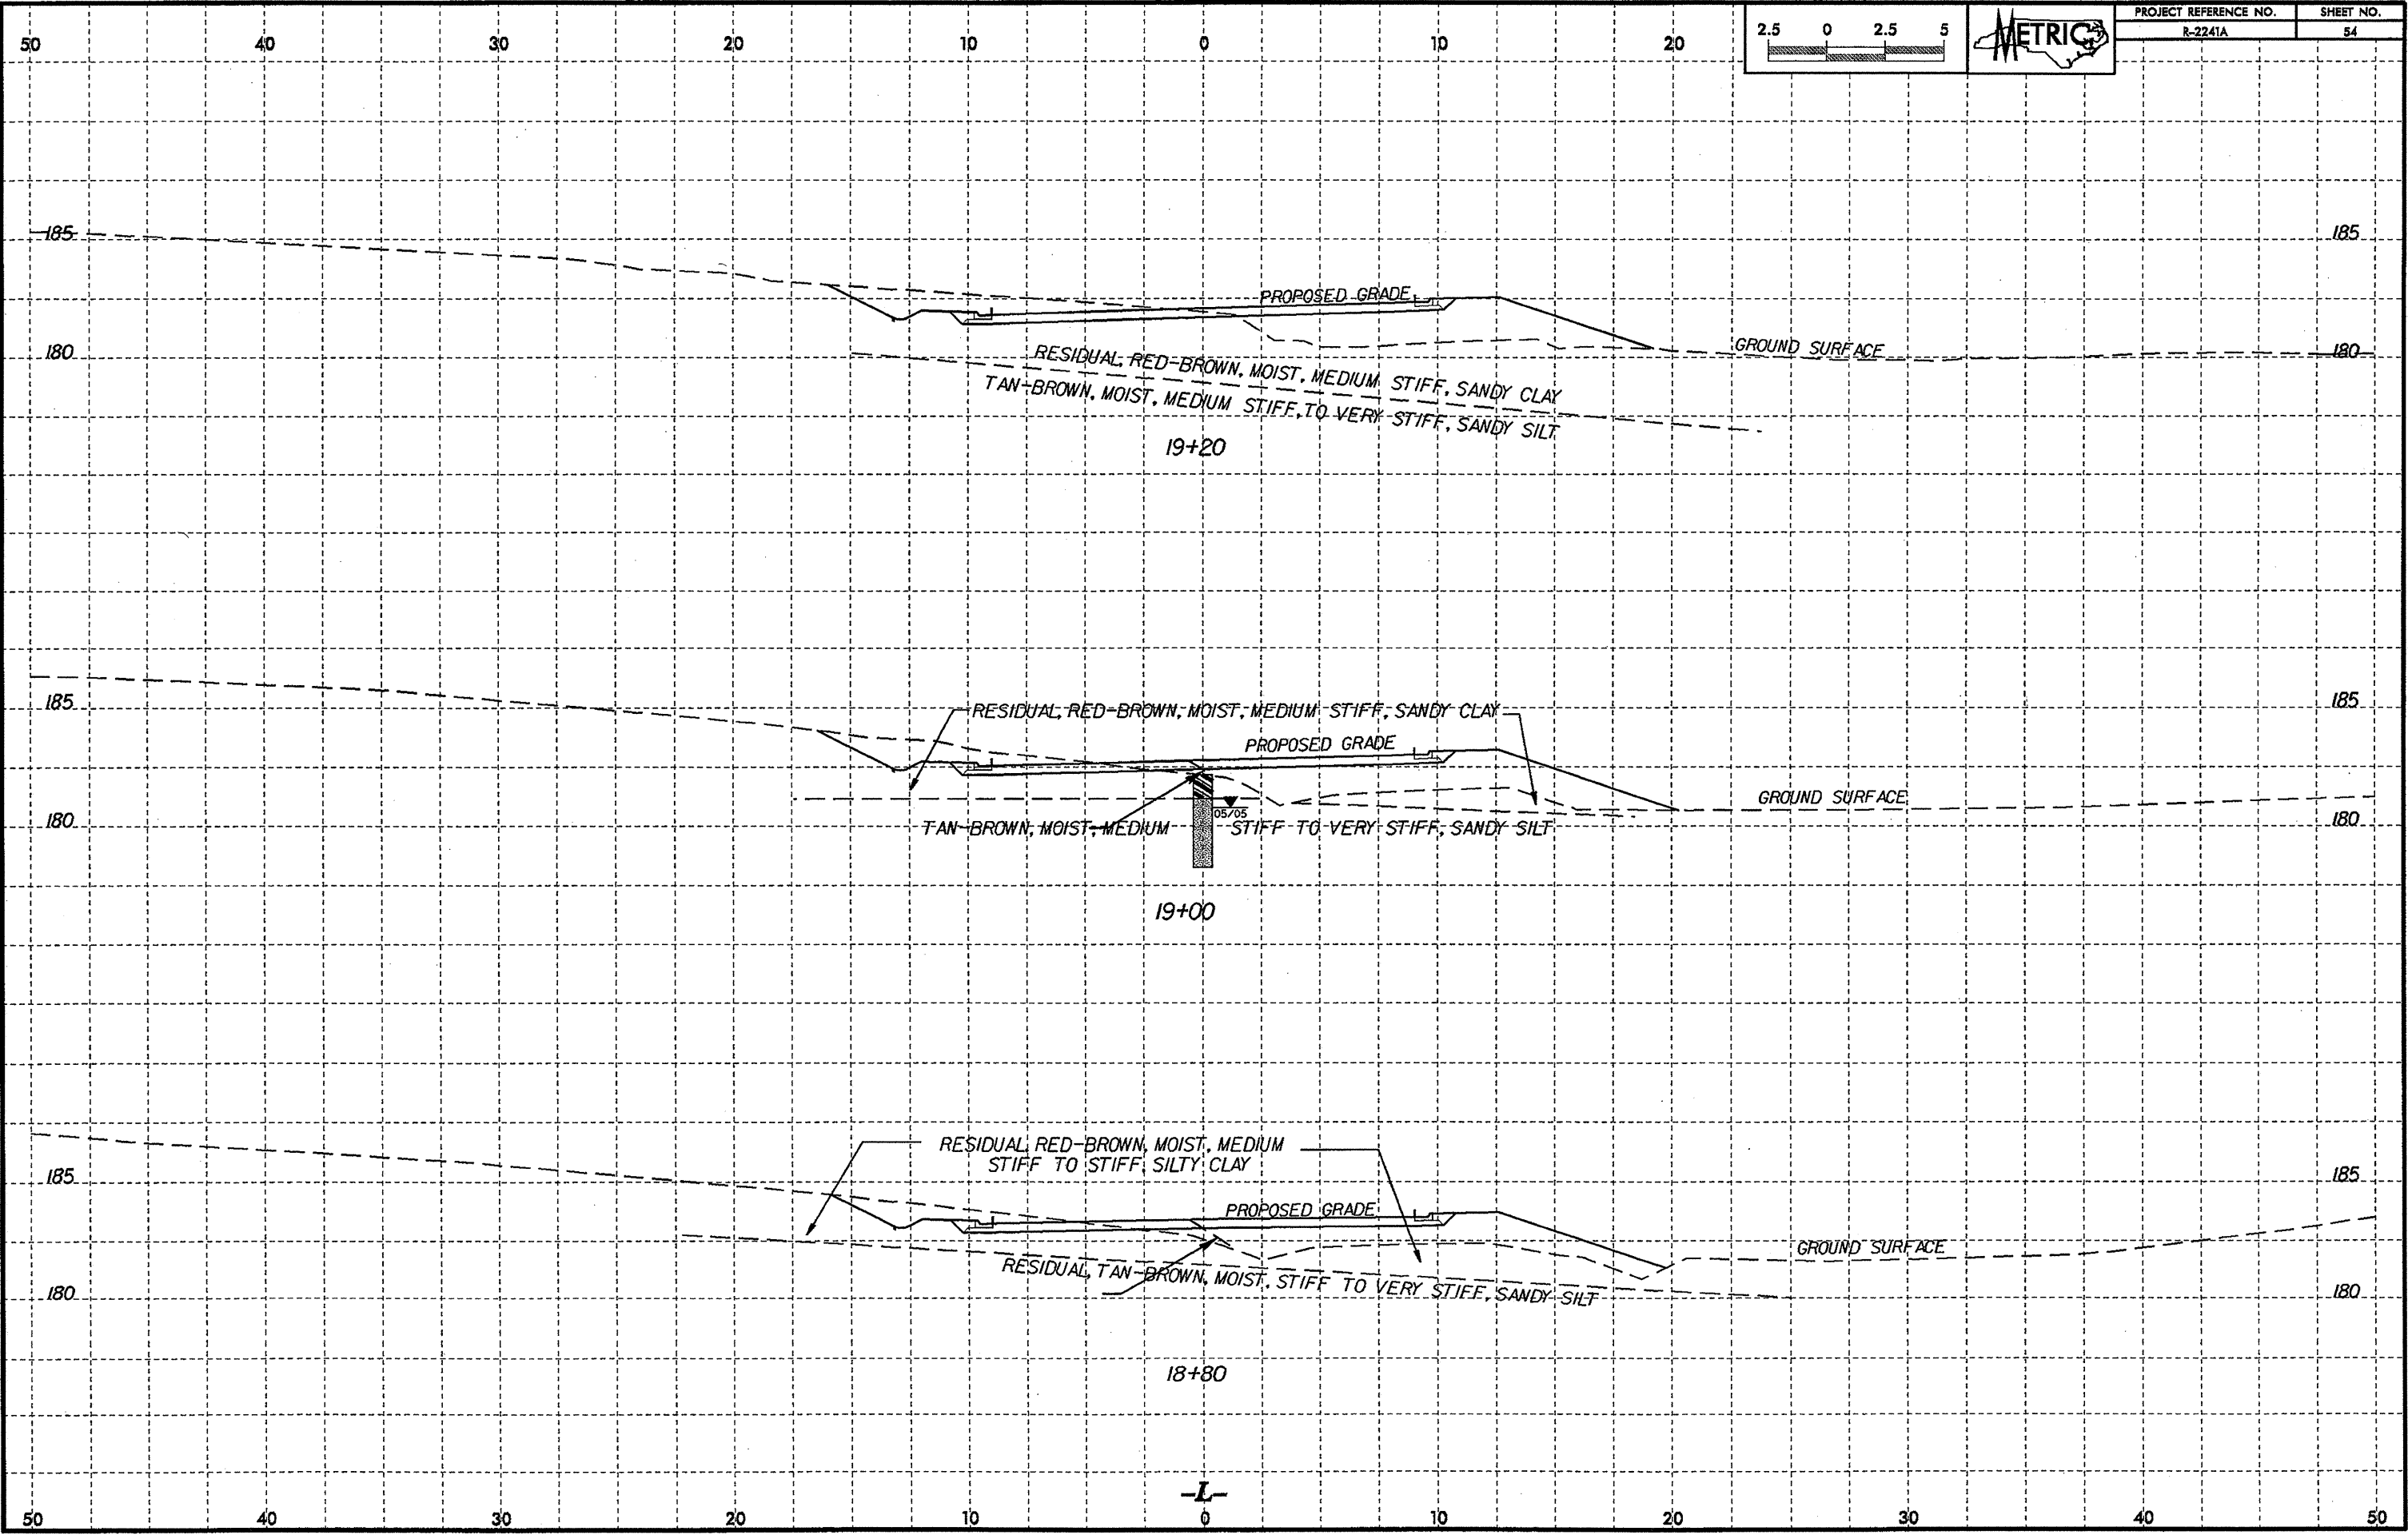 PROJECT REFERENCE NO. SHEET NO.
R-2241A 54
2.5 0 2.5 5
METRIC
50 40 30 20 10 0 10 20
185 185
PROPOSED GRADE
GROUND SURFACE
180 180
RESIDUAL, RED-BROWN, MOIST, MEDIUM STIFF, SANDY CLAY
TAN-BROWN, MOIST, MEDIUM STIFF, TO VERY STIFF, SANDY SILT
19+20
185 185
RESIDUAL, RED-BROWN, MOIST, MEDIUM STIFF, SANDY CLAY
PROPOSED GRADE
GROUND SURFACE
05/05
180 180
TAN-BROWN, MOIST, MEDIUM STIFF TO VERY STIFF, SANDY SILT
19+00
RESIDUAL, RED-BROWN, MOIST, MEDIUM
STIFF TO STIFF, SILTY CLAY
185 185
PROPOSED GRADE
GROUND SURFACE
RESIDUAL, TAN-BROWN, MOIST, STIFF TO VERY STIFF, SANDY SILT
180 180
18+80
-L-
50 40 30 20 10 0 10 20 30 40 50